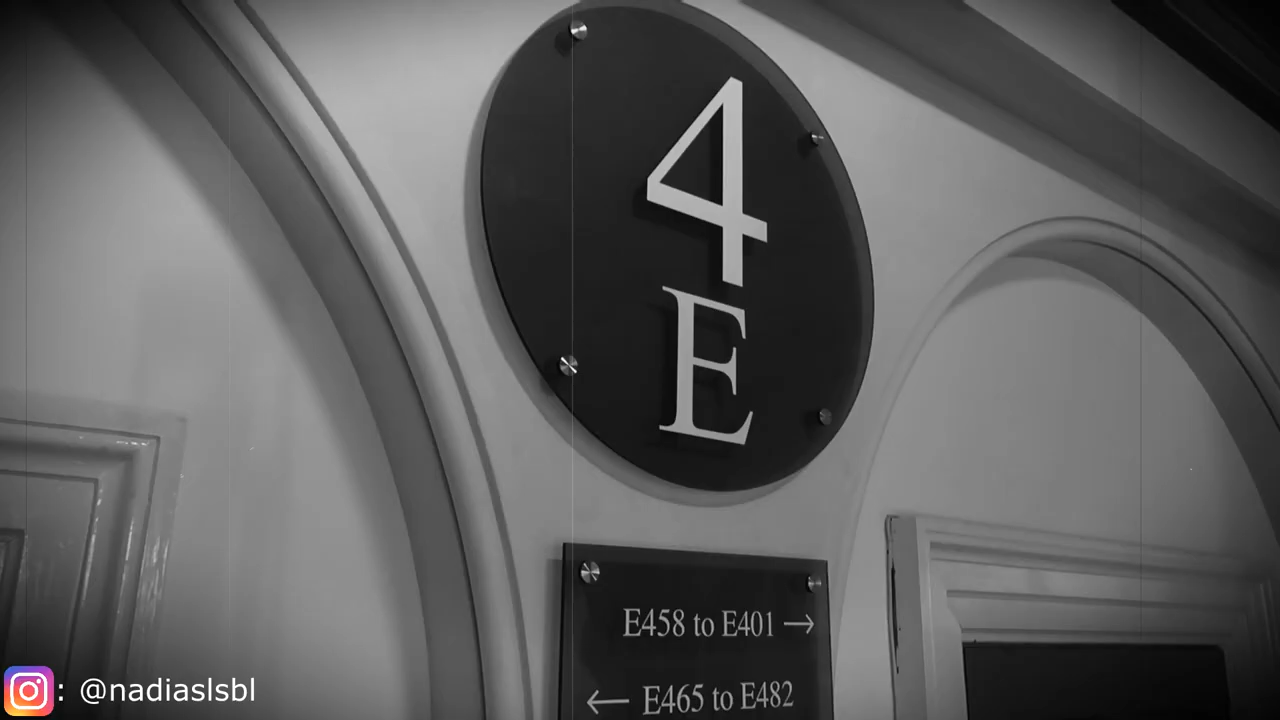 4
E
E458 to E401 →
← E465 to E482
: @nadiaslsbl